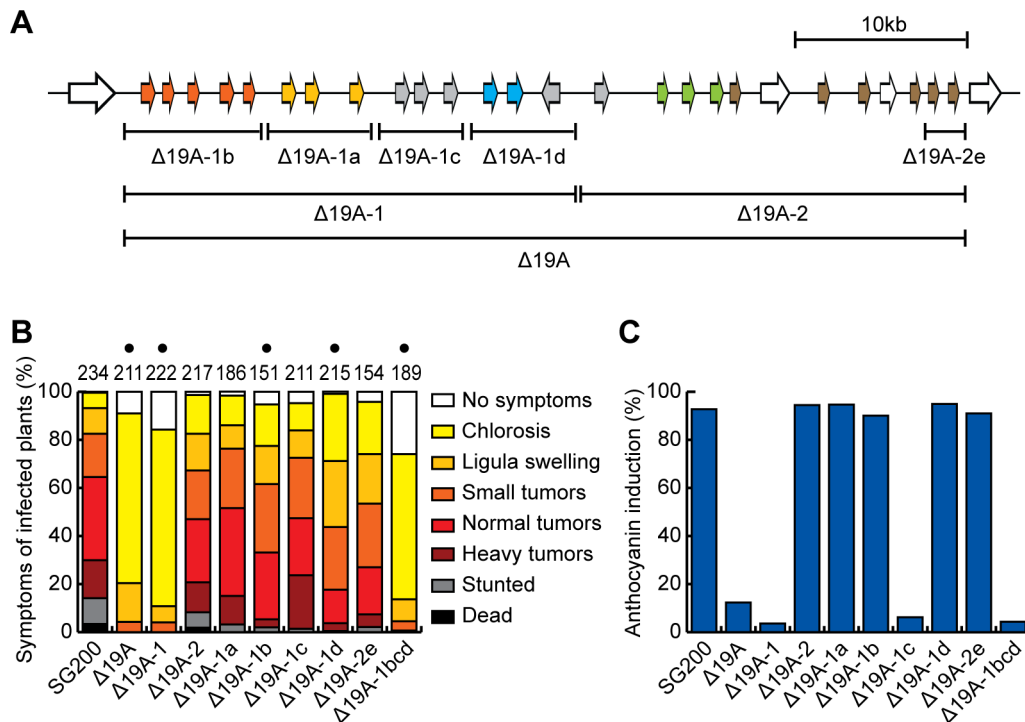 A
10kb
Δ19A-1b Δ19A-1a Δ19A-1c Δ19A-1d Δ19A-2e
Δ19A-1 Δ19A-2
Δ19A
B
234 211 222 217 186 151 211 215 154 189
Symptoms of infected plants (%)
100
80
60
40
20
0
SG200 Δ19A Δ19A-1 Δ19A-2 Δ19A-1a Δ19A-1b Δ19A-1c Δ19A-1d Δ19A-2e Δ19A-1bcd
No symptoms
Chlorosis
Ligula swelling
Small tumors
Normal tumors
Heavy tumors
Stunted
Dead
C
Anthocyanin induction (%)
100
80
60
40
20
0
SG200 Δ19A Δ19A-1 Δ19A-2 Δ19A-1a Δ19A-1b Δ19A-1c Δ19A-1d Δ19A-2e Δ19A-1bcd